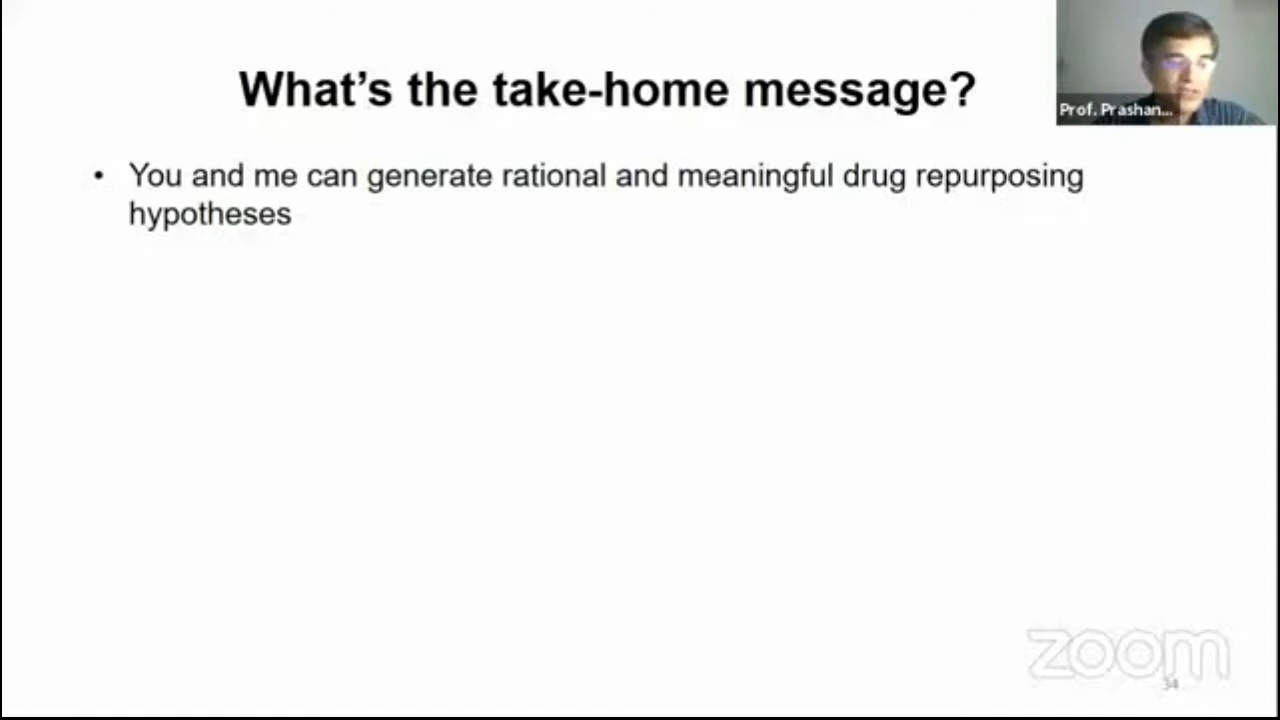 What's the take-home message?
Prof. Prashan...
• You and me can generate rational and meaningful drug repurposing
hypotheses
zoom
34